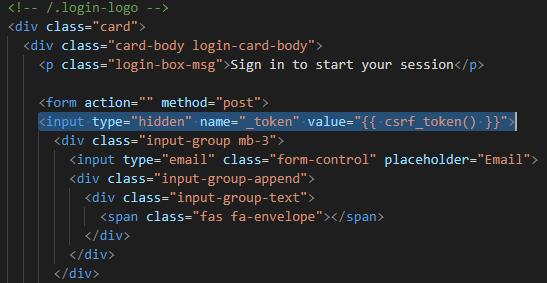 <!-- /.login-logo -->
<div class="card">
<div class="card-body login-card-body">
<p class="login-box-msg">Sign in to start your session</p>
<form action="" method="post">
<input type="hidden" name="_token" value="{{ csrf_token() }}">
<div class="input-group mb-3">
<input type="email" class="form-control" placeholder="Email">
<div class="input-group-append">
<div class="input-group-text">
<span class="fas fa-envelope"></span>
</div>
</div>
</div>